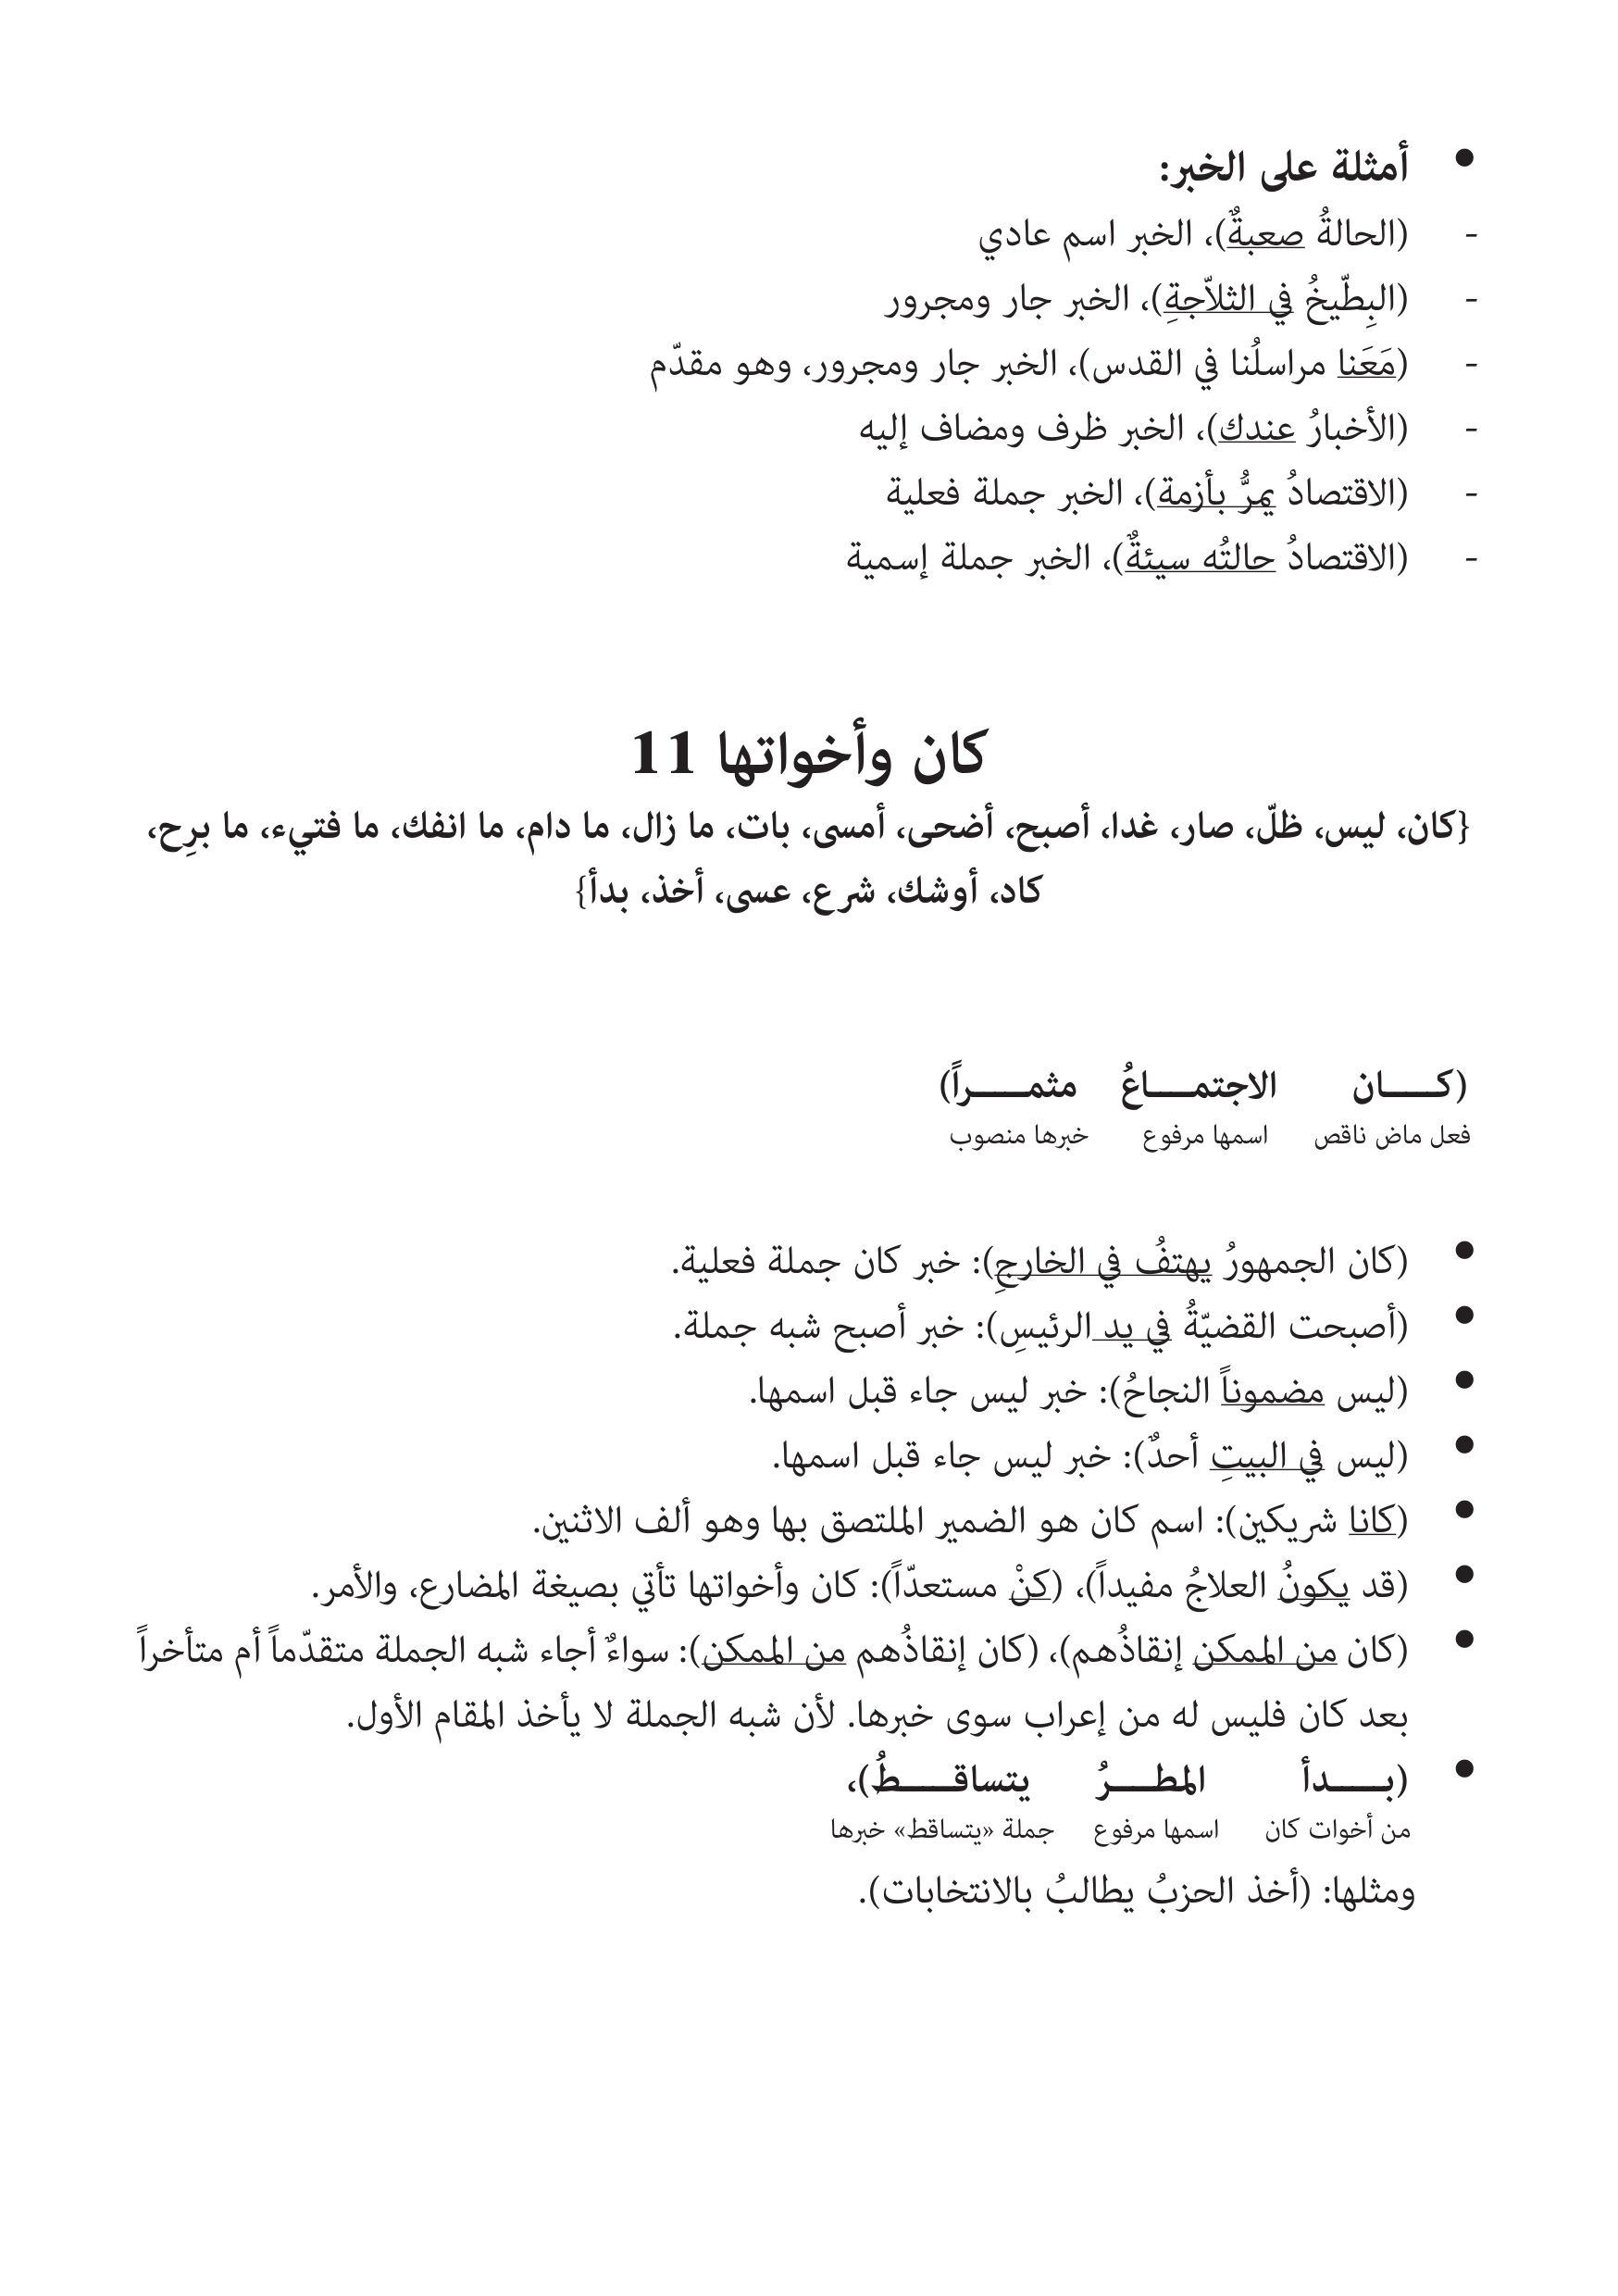 • أمثلة على الخبر:
- (الحالةُ صعبةٌ)، الخبر اسم عادي
- (البِطّيخُ في الثلاّجةِ)، الخبر جار ومجرور
- (مَعَنا مراسلُنا في القدس)، الخبر جار ومجرور، وهو مقدّم
- (الأخبارُ عندك)، الخبر ظرف ومضاف إليه
- (الاقتصادُ يمرُّ بأزمة)، الخبر جملة فعلية
- (الاقتصادُ حالتُه سيئةٌ)، الخبر جملة إسمية
كان وأخواتها 11
{كان، ليس، ظلّ، صار، غدا، أصبح، أضحى، أمسى، بات، ما زال، ما دام، ما انفك، ما فتيء، ما برِح،
كاد، أوشك، شرع، عسى، أخذ، بدأ}
(كـــــان الاجتمـــــاعُ مثمـــــراً)
فعل ماض ناقص اسمها مرفوع خبرها منصوب
• (كان الجمهورُ يهتفُ في الخارجِ): خبر كان جملة فعلية.
• (أصبحت القضيّةُ في يد الرئيسِ): خبر أصبح شبه جملة.
• (ليس مضموناً النجاحُ): خبر ليس جاء قبل اسمها.
• (ليس في البيتِ أحدٌ): خبر ليس جاء قبل اسمها.
• (كانا شريكين): اسم كان هو الضمير الملتصق بها وهو ألف الاثنين.
• (قد يكونُ العلاجُ مفيداً)، (كنْ مستعدّاً): كان وأخواتها تأتي بصيغة المضارع، والأمر.
• (كان من الممكن إنقاذُهم)، (كان إنقاذُهم من الممكن): سواءٌ أجاء شبه الجملة متقدّماً أم متأخراً
بعد كان فليس له من إعراب سوى خبرها. لأن شبه الجملة لا يأخذ المقام الأول.
• (بـــــدأ المطـــــرُ يتساقـــــطُ)،
من أخوات كان اسمها مرفوع جملة «يتساقط» خبرها
ومثلها: (أخذ الحزبُ يطالبُ بالانتخابات).